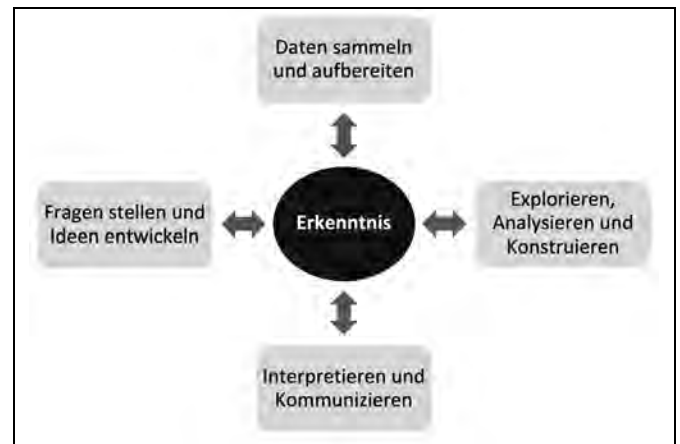 Daten sammeln
und aufbereiten
Fragen stellen und
Ideen entwickeln
Erkenntnis
Explorieren,
Analysieren und
Konstruieren
Interpretieren und
Kommunizieren